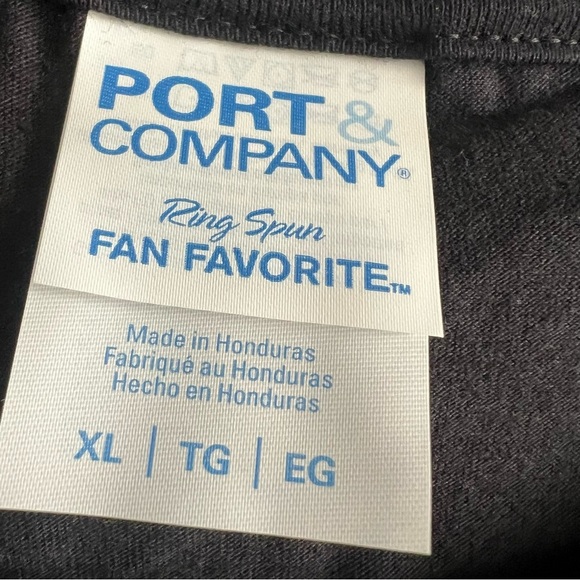 PORT &
COMPANY®
Ring Spun
FAN FAVORITE™
Made in Honduras
Fabriqué au Honduras
Hecho en Honduras
XL | TG | EG